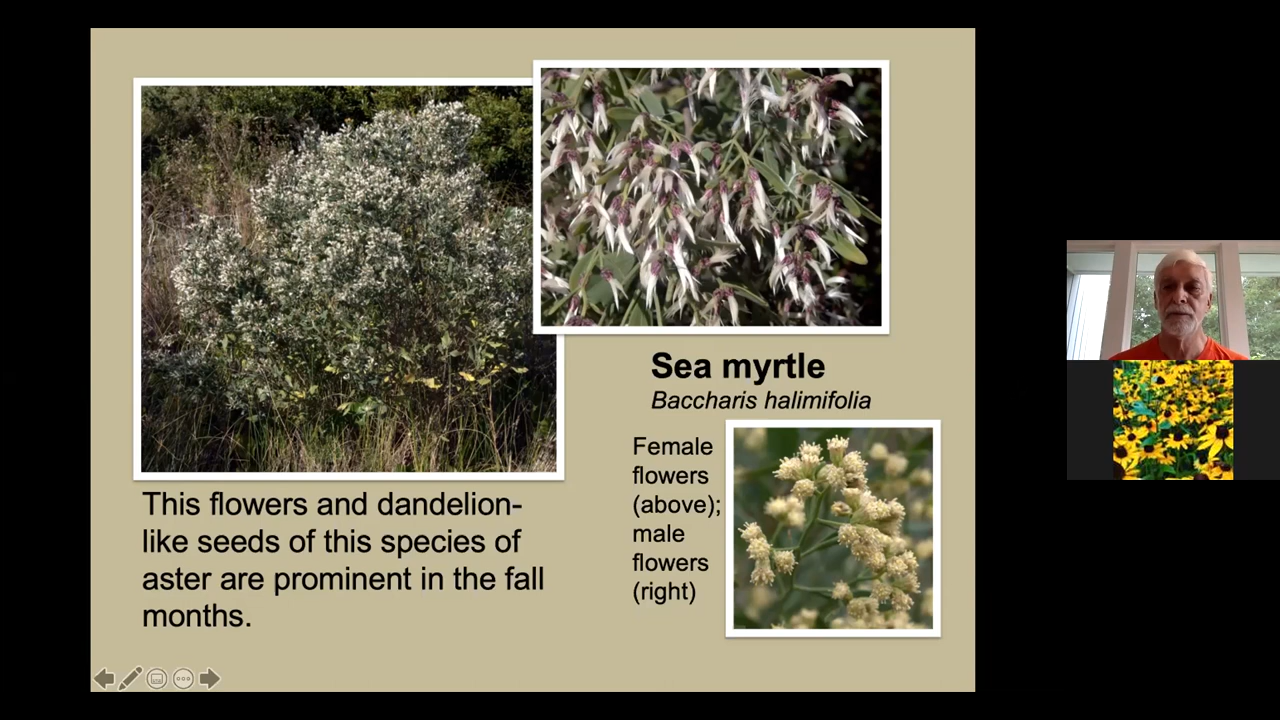 Sea myrtle
Baccharis halimifolia
Female
flowers
(above);
male
flowers
(right)
This flowers and dandelion-
like seeds of this species of
aster are prominent in the fall
months.